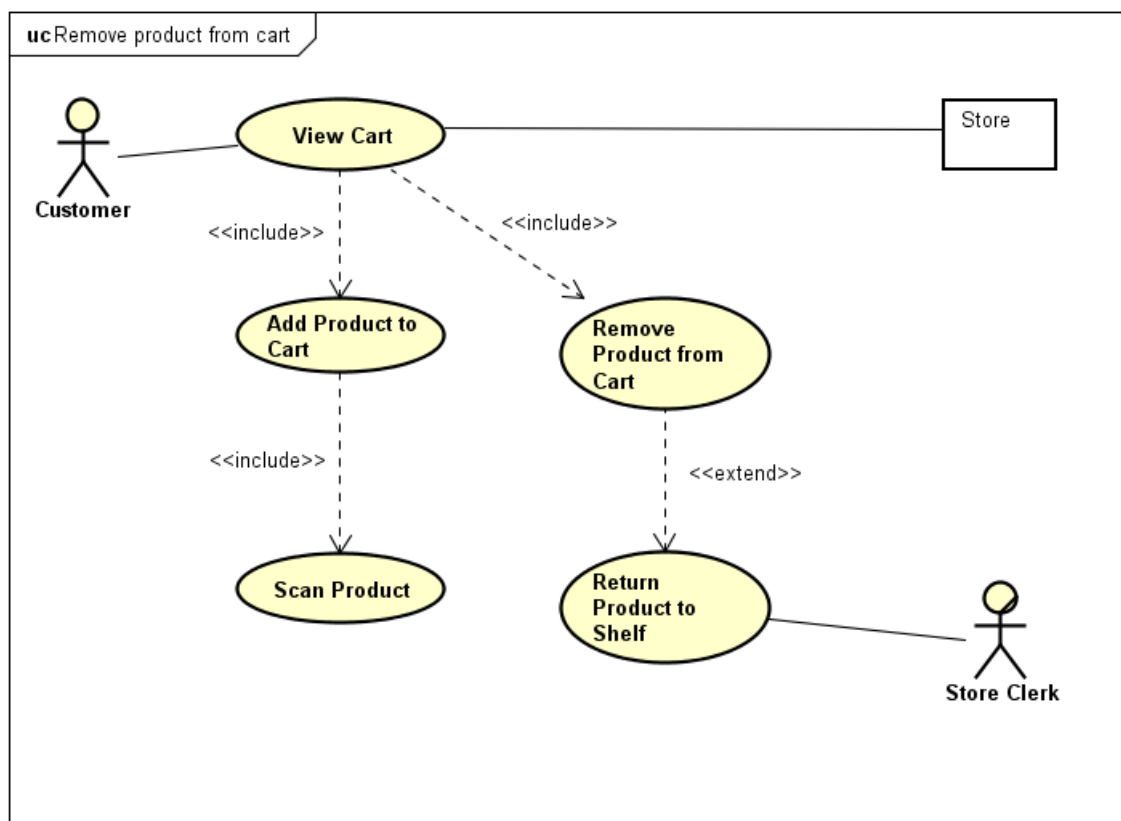 uc Remove product from cart
View Cart
Store
Customer
<<include>>
<<include>>
Add Product to
Cart
Remove
Product from
Cart
<<include>>
<<extend>>
Scan Product
Return
Product to
Shelf
Store Clerk